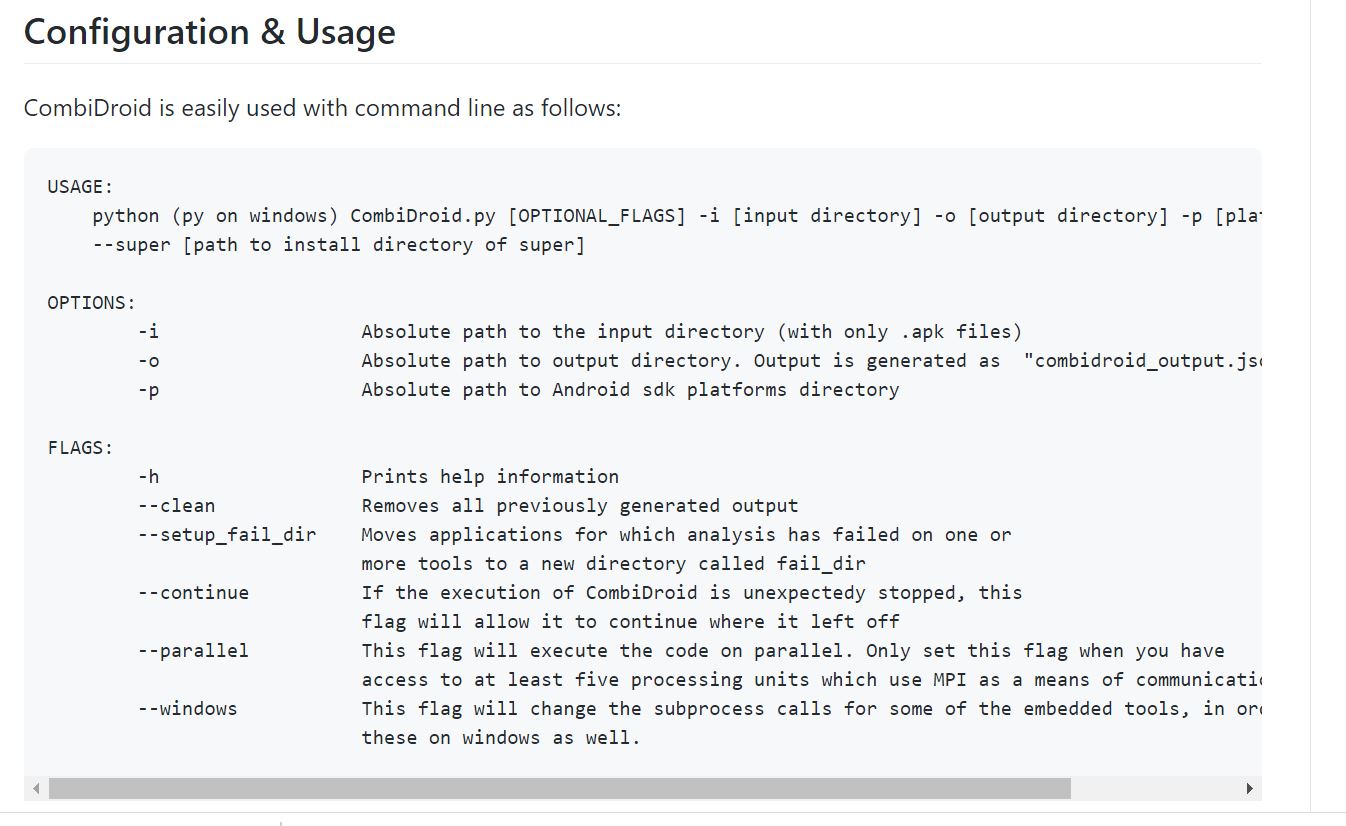 Configuration & Usage
CombiDroid is easily used with command line as follows:
USAGE:
python (py on windows) CombiDroid.py [OPTIONAL_FLAGS] -i [input directory] -o [output directory] -p
--super [path to install directory of super]
OPTIONS:
-i Absolute path to the input directory (with only .apk files)
-o Absolute path to output directory. Output is generated as "combidroid_output.js
-p Absolute path to Android sdk platforms directory
FLAGS:
-h Prints help information
--clean Removes all previously generated output
--setup_fail_dir Moves applications for which analysis has failed on one or
more tools to a new directory called fail_dir
--continue If the execution of CombiDroid is unexpectedy stopped, this
flag will allow it to continue where it left off
--parallel This flag will execute the code on parallel. Only set this flag when you have
access to at least five processing units which use MPI as a means of
--windows This flag will change the subprocess calls for some of the embedded tools, in
these on windows as well.